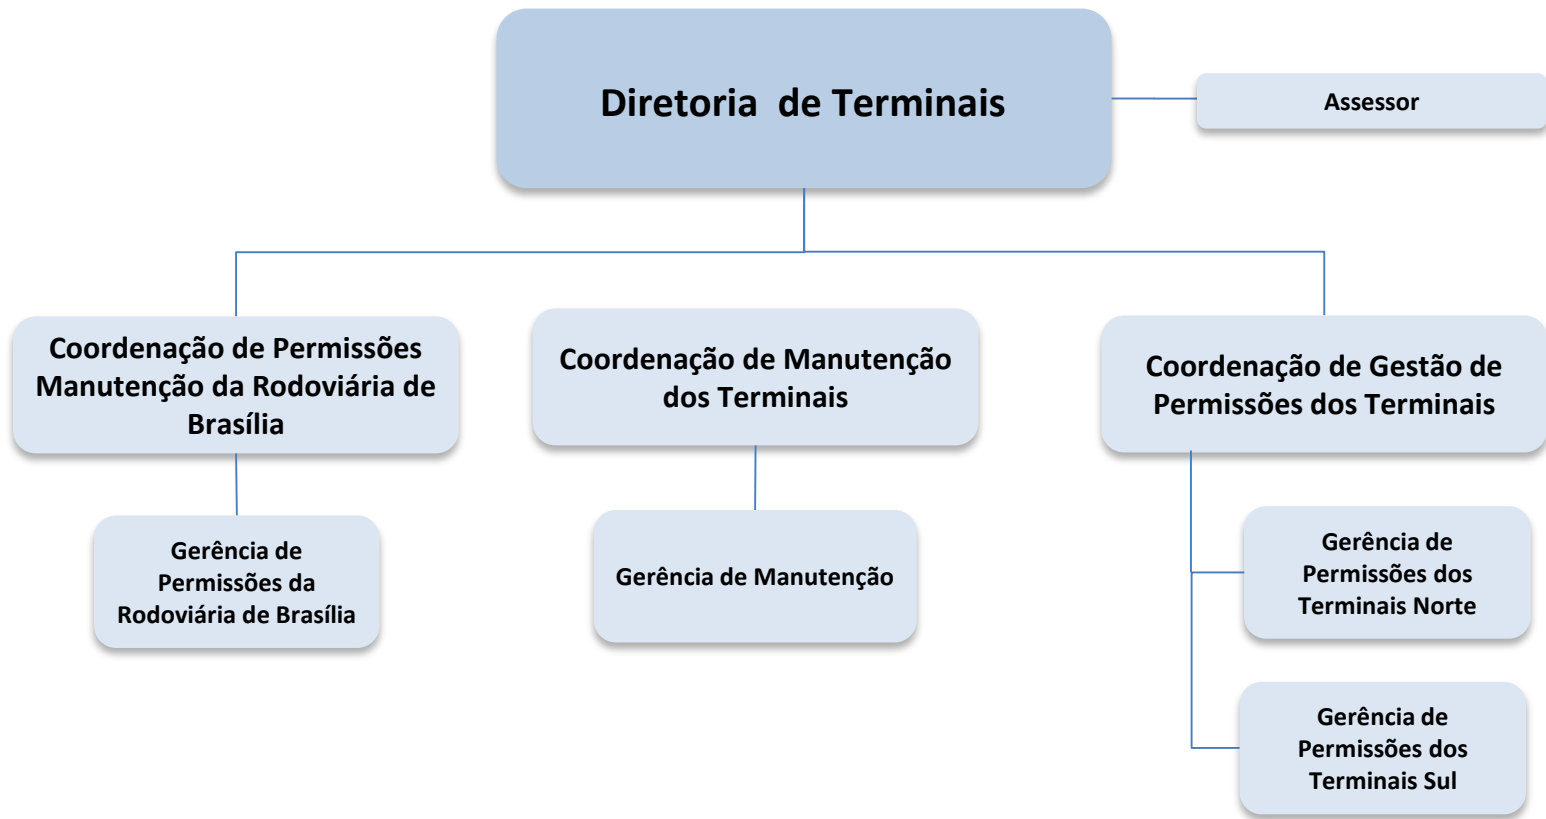 Diretoria de Terminais
Assessor
Coordenação de Permissões
Manutenção da Rodoviária de
Brasília
Coordenação de Manutenção
dos Terminais
Coordenação de Gestão de
Permissões dos Terminais
Gerência de
Permissões da
Rodoviária de Brasília
Gerência de Manutenção
Gerência de
Permissões dos
Terminais Norte
Gerência de
Permissões dos
Terminais Sul